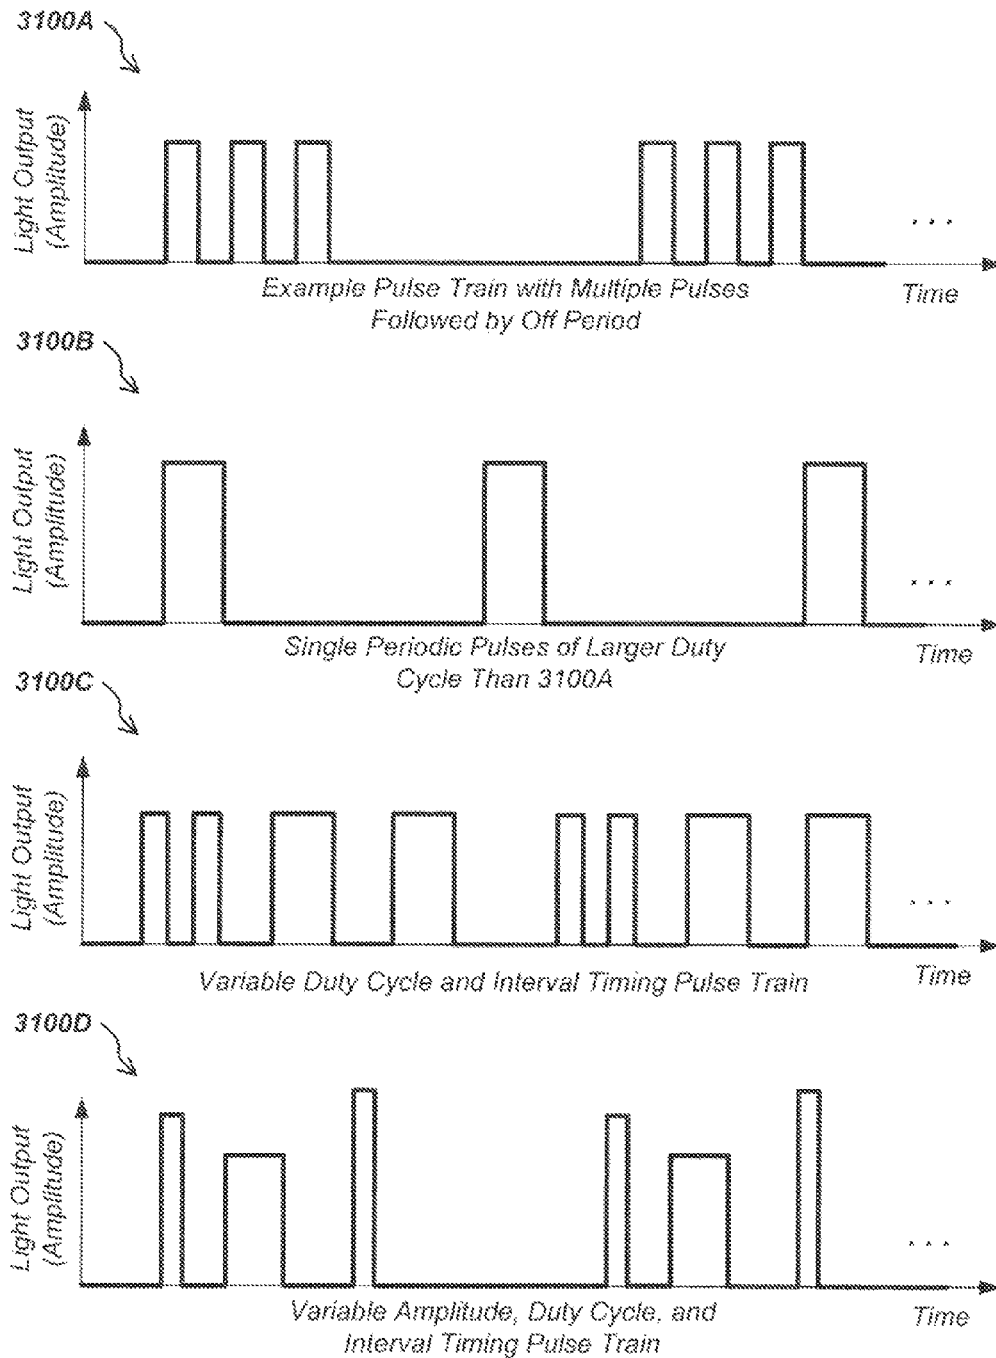 3100A
Light Output
(Amplitude)
. . .
Example Pulse Train with Multiple Pulses
Followed by Off Period
Time
3100B
Light Output
(Amplitude)
. . .
Single Periodic Pulses of Larger Duty
Cycle Than 3100A
Time
3100C
Light Output
(Amplitude)
. . .
Variable Duty Cycle and Interval Timing Pulse Train
Time
3100D
Light Output
(Amplitude)
. . .
Variable Amplitude, Duty Cycle, and
Interval Timing Pulse Train
Time